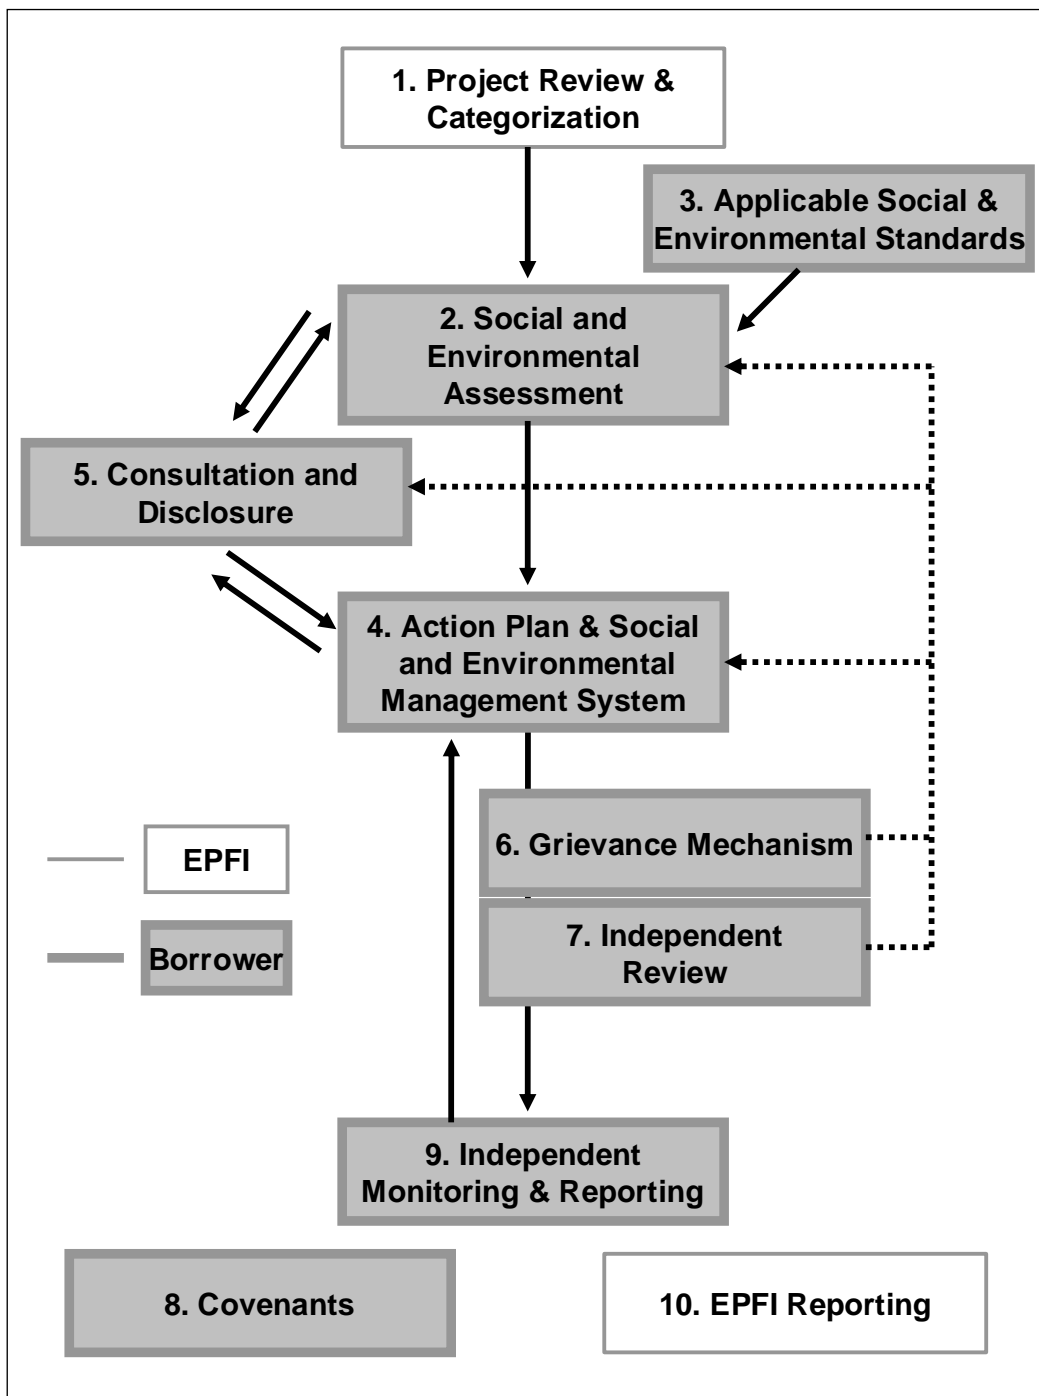 1. Project Review &
Categorization
3. Applicable Social &
Environmental Standards
2. Social and
Environmental
Assessment
5. Consultation and
Disclosure
4. Action Plan & Social
and Environmental
Management System
6. Grievance Mechanism
EPFI
7. Independent
Review
Borrower
9. Independent
Monitoring & Reporting
8. Covenants
10. EPFI Reporting